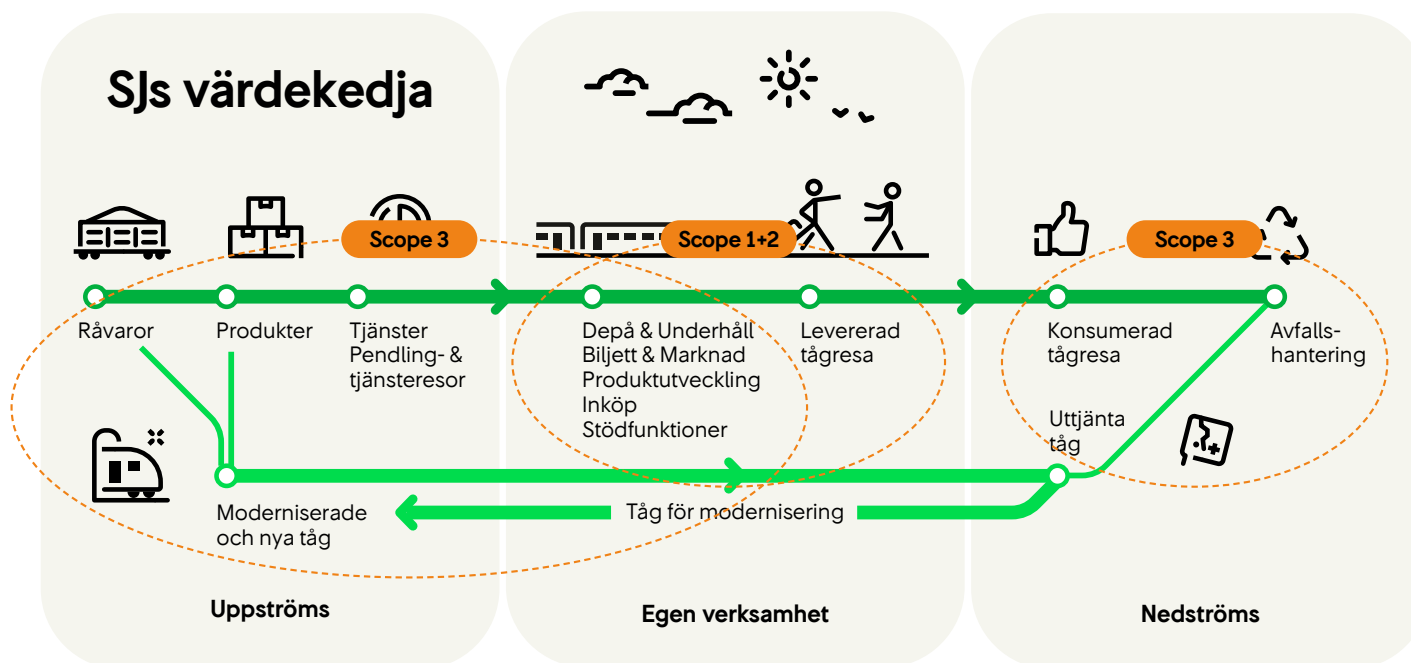 SJs värdekedja
Scope 3
Scope 1+2
Scope 3
Råvaror
Produkter
Tjänster
Pendling- &
tjänsteresor
Depå & Underhåll
Biljett & Marknad
Produktutveckling
Inköp
Stödfunktioner
Levererad
tågresa
Konsumerad
tågresa
Avfalls-
hantering
Uttjänta
tåg
Moderniserade
och nya tåg
Tåg för modernisering
Uppströms
Egen verksamhet
Nedströms